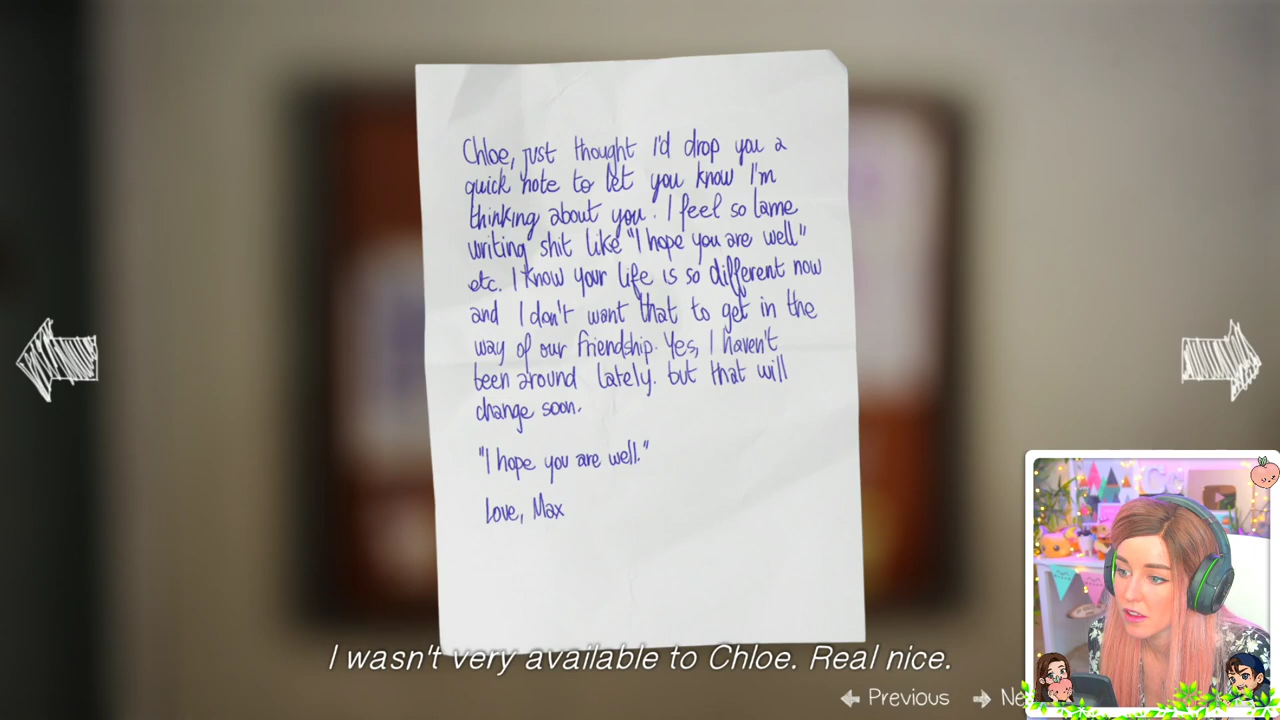 Chloe, just thought I'd drop you a
quick note to let you know I'm
thinking about you. I feel so lame
writing shit like "I hope you are well"
etc. I know your life is so different now
and I don't want that to get in the
way of our friendship. Yes, I haven't
been around lately. but that will
change soon.
"I hope you are well."
Love, Max
I wasn't very available to Chloe. Real nice.
Previous